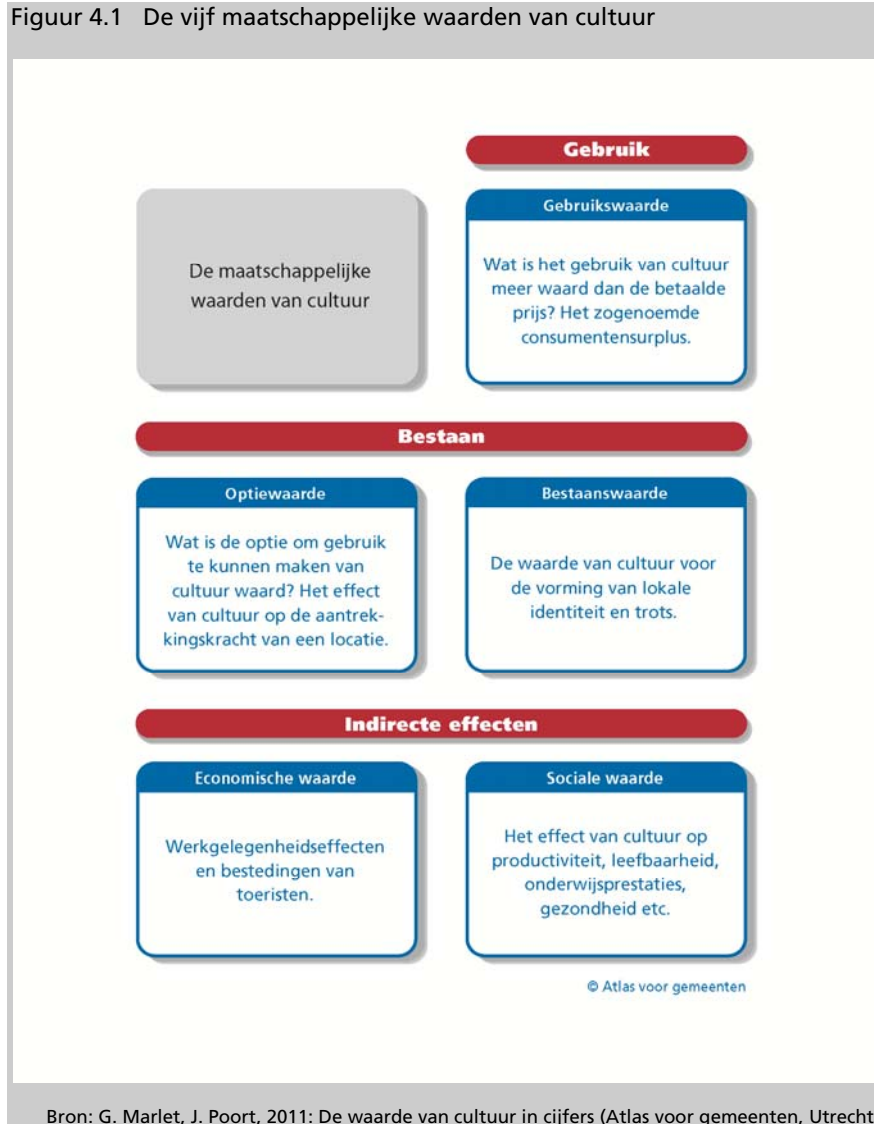 Figuur 4.1 De vijf maatschappelijke waarden van cultuur
Gebruik
De maatschappelijke
waarden van cultuur
Gebruikswaarde
Wat is het gebruik van cultuur
meer waard dan de betaalde
prijs? Het zogenoemde
consumentensurplus.
Bestaan
Optiewaarde
Wat is de optie om gebruik
te kunnen maken van
cultuur waard? Het effect
van cultuur op de aantrek-
kingskracht van een locatie.
Bestaanswaarde
De waarde van cultuur voor
de vorming van lokale
identiteit en trots.
Indirecte effecten
Economische waarde
Werkgelegenheidseffecten
en bestedingen van
toeristen.
Sociale waarde
Het effect van cultuur op
productiviteit, leefbaarheid,
onderwijsprestaties,
gezondheid etc.
© Atlas voor gemeenten
Bron: G. Marlet, J. Poort, 2011: De waarde van cultuur in cijfers (Atlas voor gemeenten, Utrecht